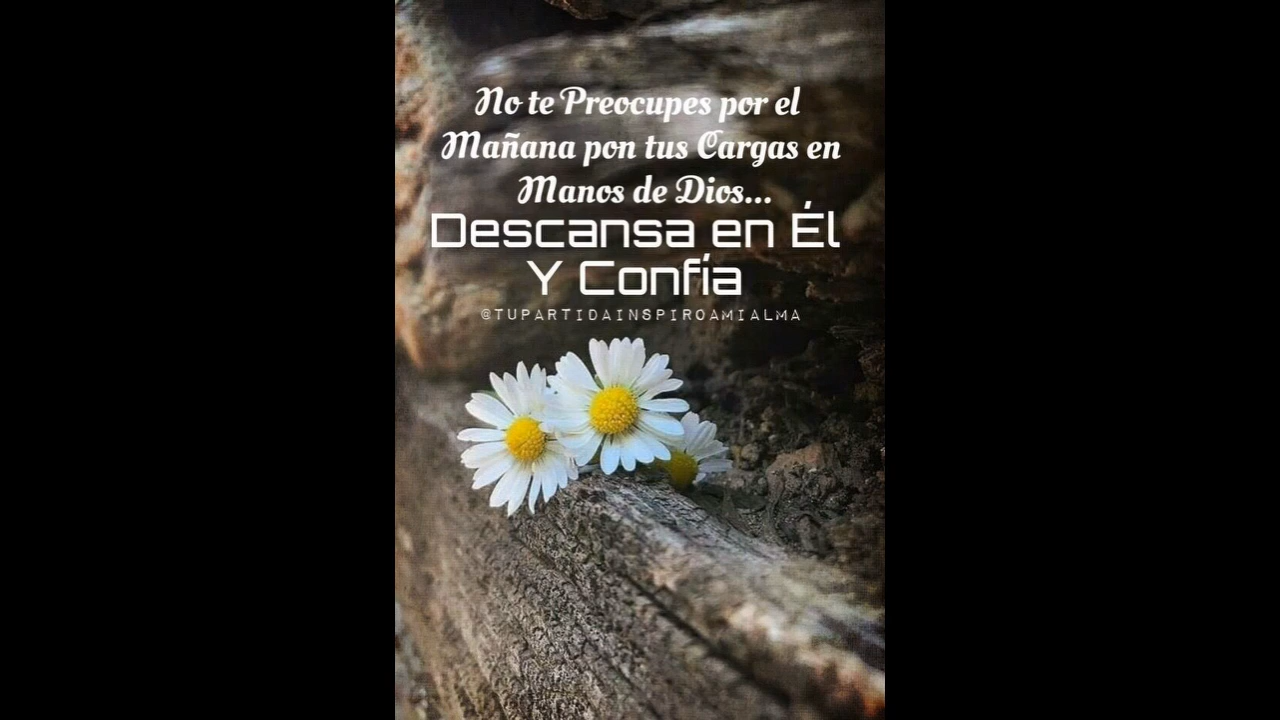 No te Preocupes por el
Mañana pon tus Cargas en
Manos de Dios...
Descansa en Él
Y Confía
@TUPARTIDAINSPIROAMIALMA